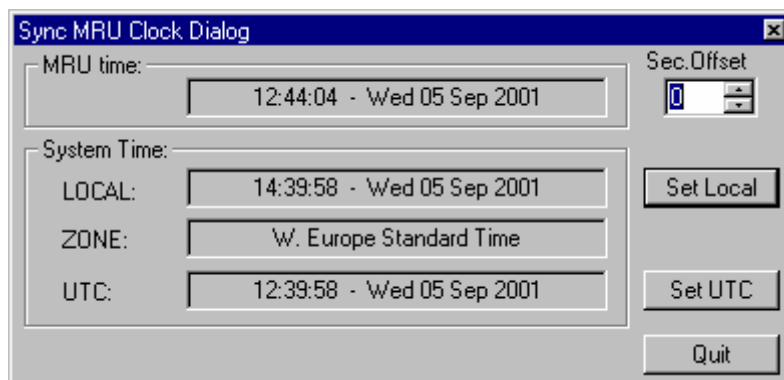 Sync MRU Clock Dialog
MRU time:
12:44:04 - Wed 05 Sep 2001
Sec.Offset
0
System Time:
LOCAL:
14:39:58 - Wed 05 Sep 2001
Set Local
ZONE:
W. Europe Standard Time
UTC:
12:39:58 - Wed 05 Sep 2001
Set UTC
Quit